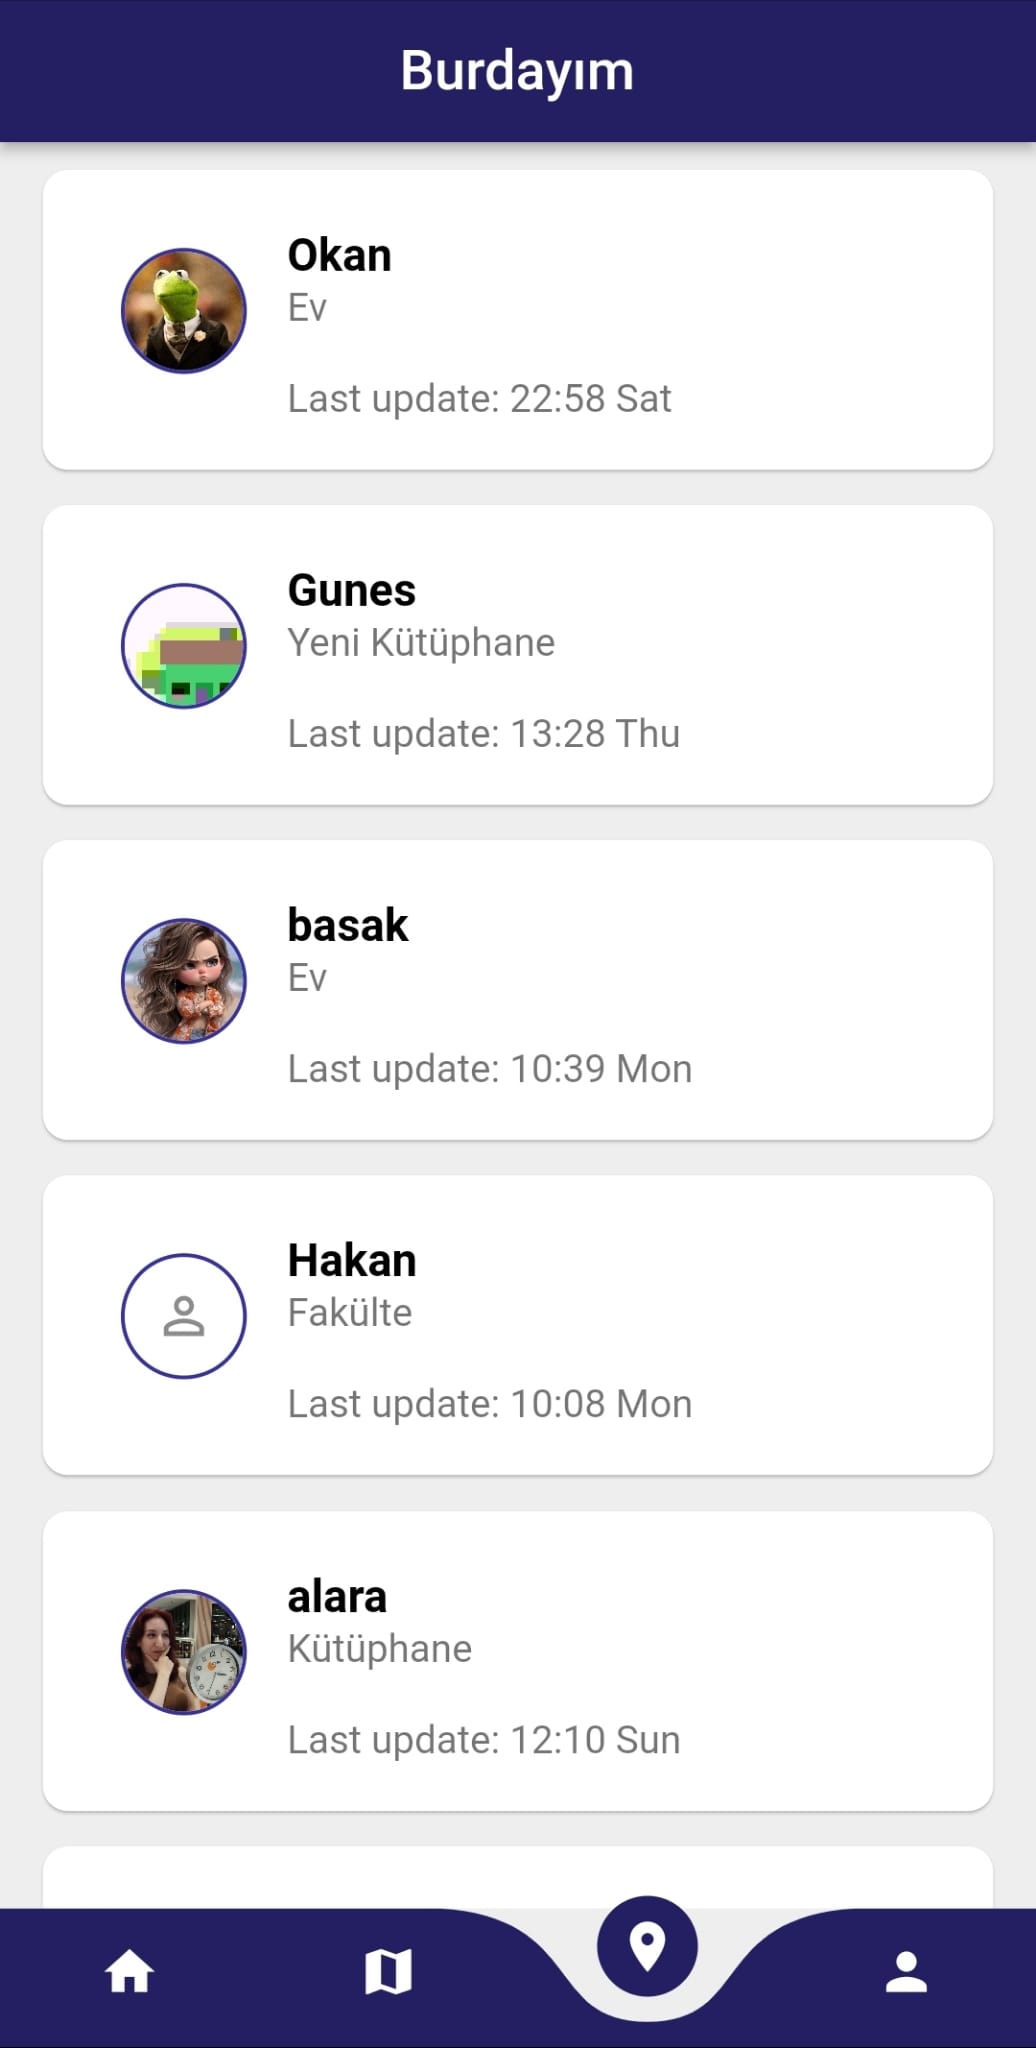 Burdayım
Okan
Ev
Last update: 22:58 Sat
Gunes
Yeni Kütüphane
Last update: 13:28 Thu
basak
Ev
Last update: 10:39 Mon
Hakan
Fakülte
Last update: 10:08 Mon
alara
Kütüphane
Last update: 12:10 Sun